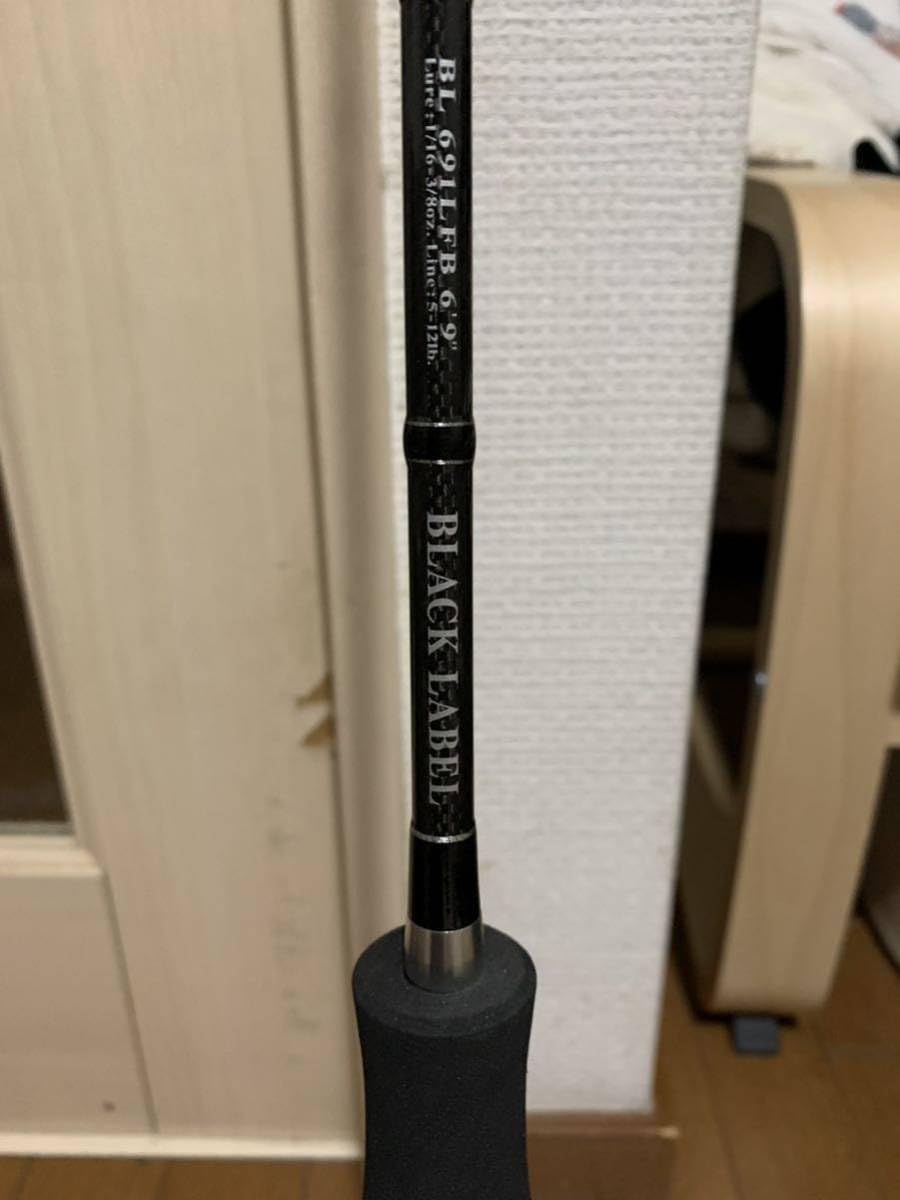 BL 691LFB 6'9"
Lure:1/16-3/8oz. Line:5-12lb.
BLACK LABEL